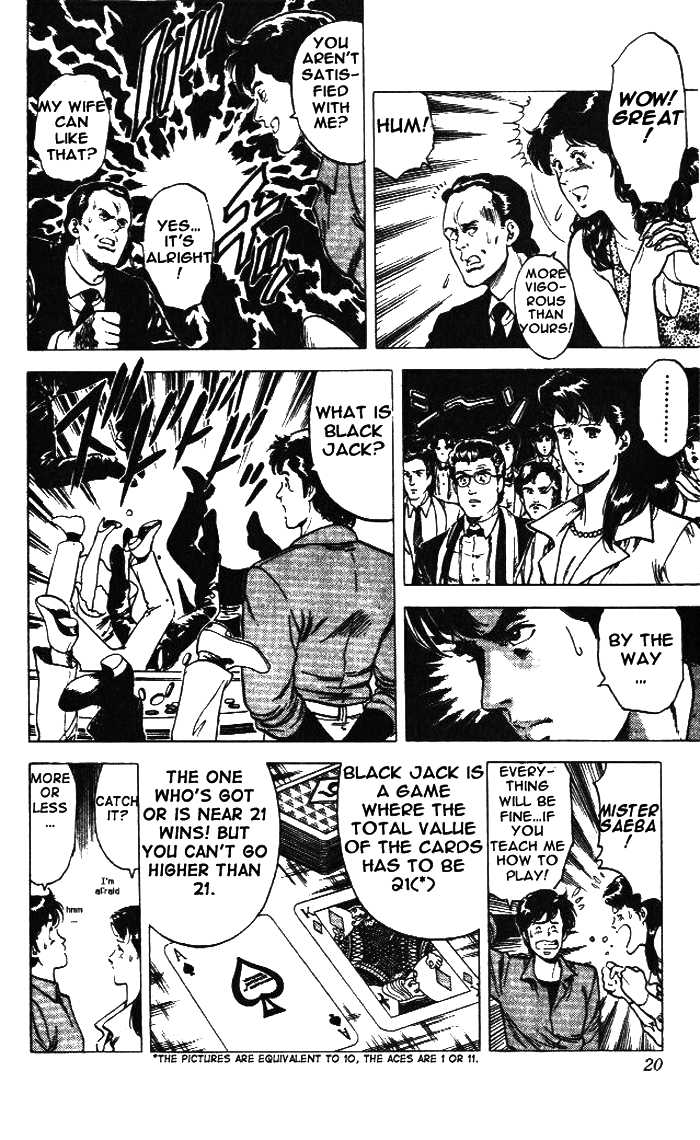 WOW!
GREAT
!
HUM!
MORE
VIGO-
ROUS
THAN
YOURS!
YOU
AREN'T
SATIS-
FIED
WITH
ME?
MY WIFE
CAN
LIKE
THAT?
YES...
IT'S
ALRIGHT
!
.........
BY THE
WAY
...
WHAT IS
BLACK
JACK?
MISTER
SAEBA
!
EVERY-
THING
WILL BE
FINE...IF
YOU
TEACH ME
HOW TO
PLAY!
BLACK JACK IS
A GAME
WHERE THE
TOTAL VALUE
OF THE CARDS
HAS TO BE
21(*)
THE ONE
WHO'S GOT
OR IS NEAR 21
WINS! BUT
YOU CAN'T GO
HIGHER THAN
21.
K
A
A
*THE PICTURES ARE EQUIVALENT TO 10, THE ACES ARE 1 OR 11.
CATCH
IT?
I'm
afraid
MORE
OR
LESS
...
hmm
...
20